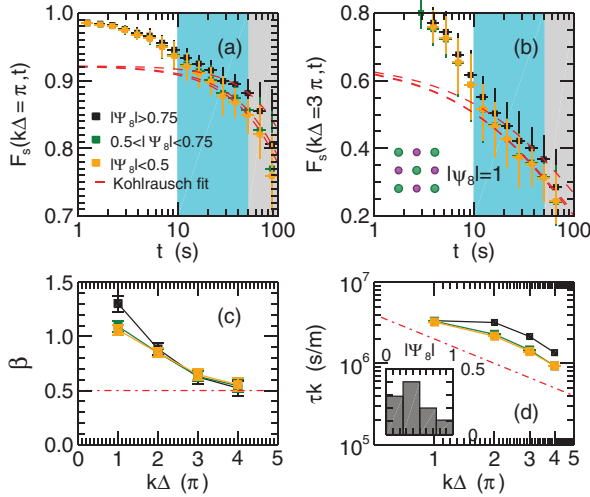 1.0
0.9
0.8
0.7
F_s(kΔ = π,t)
(a)
|Ψ_8|>0.75
0.5<|Ψ_8|<0.75
|Ψ_8|<0.5
Kohlrausch fit
1
10
100
t (s)
0.8
0.6
0.4
0.2
F_s(kΔ=3π,t)
(b)
|ψ_8|=1
1
10
100
t (s)
1.5
1.0
0.5
0.0
β
(c)
0 1 2 3 4 5
kΔ (π)
10^7
10^6
10^5
τk (s/m)
0 |Ψ_8| 1
0.5
0
(d)
1
2
3
4
5
kΔ (π)